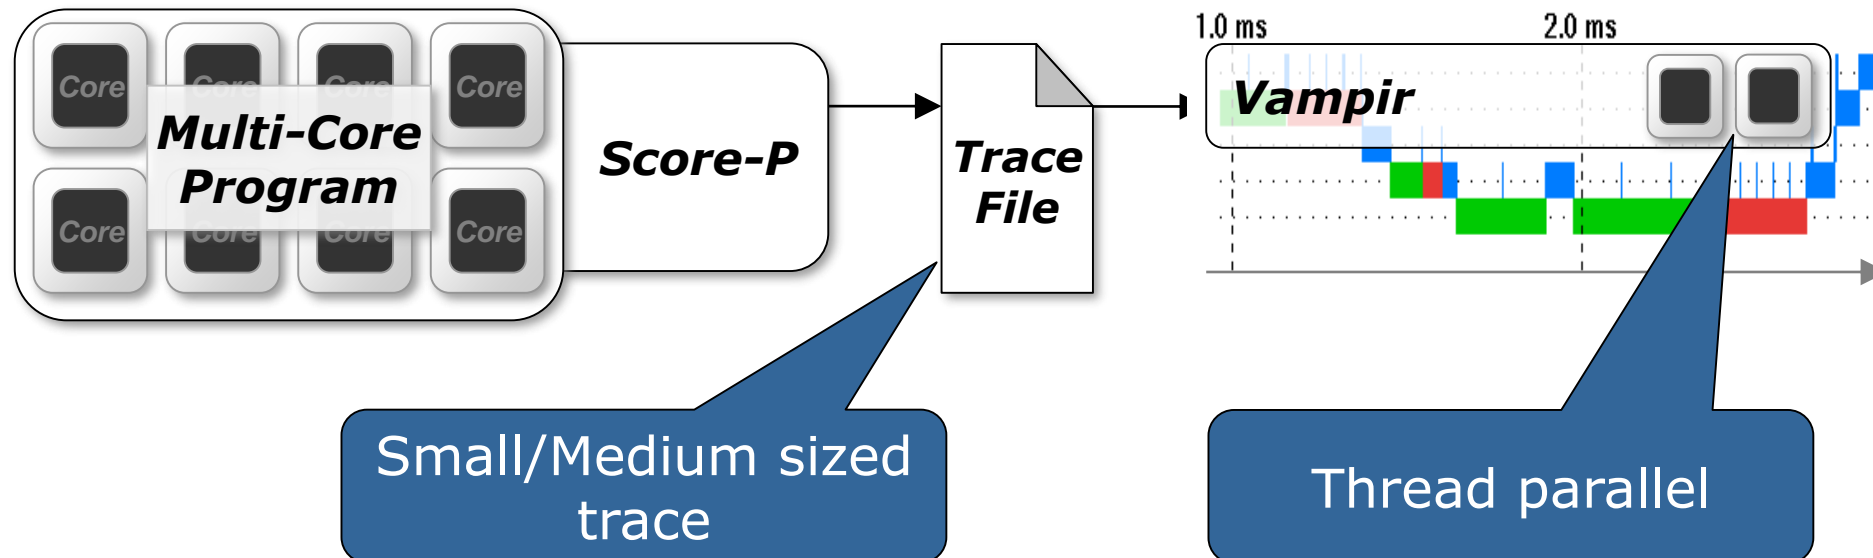 1.0 ms
2.0 ms
Core
Core
Core
Core
Multi-Core
Program
Core
Core
Core
Core
Score-P
Trace
File
Vampir
Small/Medium sized
trace
Thread parallel